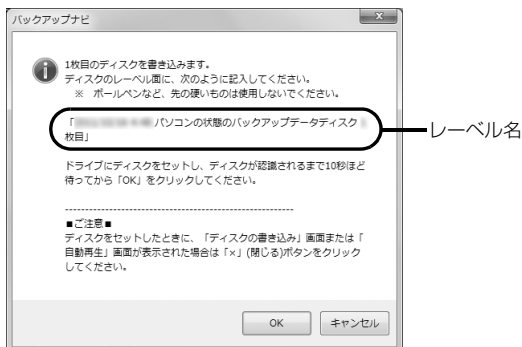 バックアップナビ
1枚目のディスクを書き込みます。
ディスクのレーベル面に、次のように記入してください。
※ ボールペンなど、先の硬いものは使用しないでください。
「 パソコンの状態のバックアップデータディスク
枚目」
レーベル名
ドライブにディスクをセットし、ディスクが認識されるまで10秒ほど
待ってから「OK」をクリックしてください。
--------------------------------------------------------
■ご注意■
ディスクをセットしたときに、「ディスクの書き込み」画面または「
自動再生」画面が表示された場合は「×」(閉じる)ボタンをクリック
してください。
OK
キャンセル